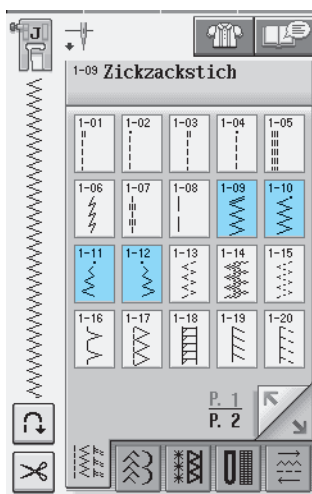 J
1-09 Zickzackstich
1-01 1-02 1-03 1-04 1-05
1-06 1-07 1-08 1-09 1-10
1-11 1-12 1-13 1-14 1-15
1-16 1-17 1-18 1-19 1-20
P. 1
P. 2